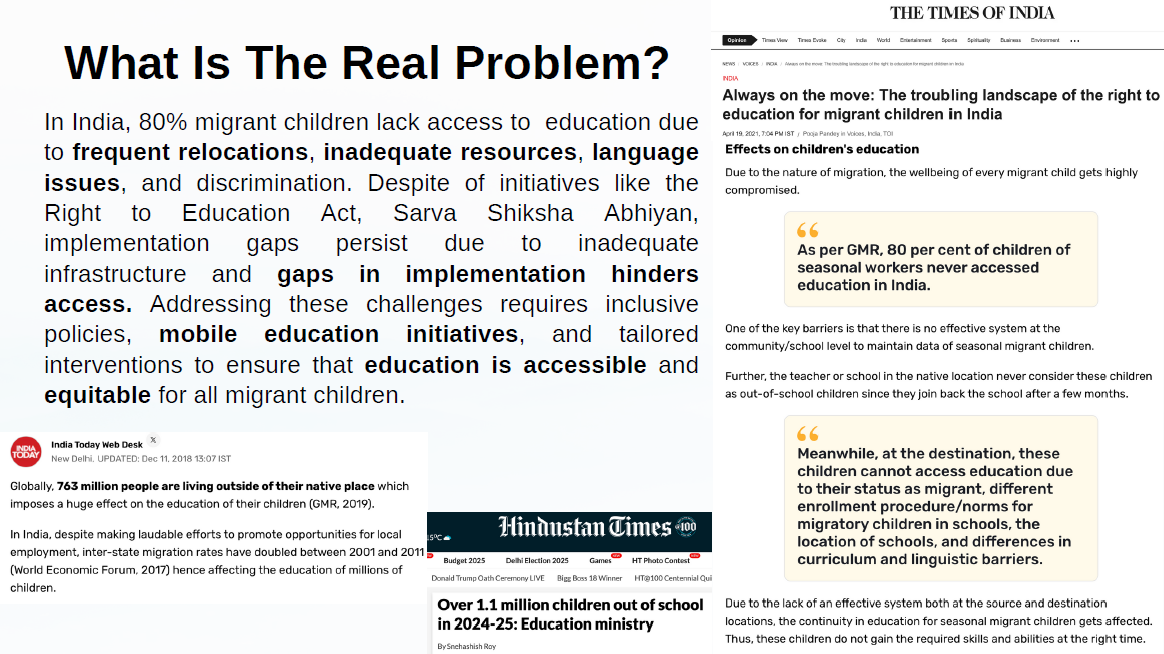 What Is The Real Problem?
In India, 80% migrant children lack access to education due
to frequent relocations, inadequate resources, language
issues, and discrimination. Despite of initiatives like the
Right to Education Act, Sarva Shiksha Abhiyan,
implementation gaps persist due to inadequate
infrastructure and gaps in implementation hinders
access. Addressing these challenges requires inclusive
policies, mobile education initiatives, and tailored
interventions to ensure that education is accessible and
equitable for all migrant children.
INDIA
TODAY
India Today Web Desk X
New Delhi, UPDATED: Dec 11, 2018 13:07 IST
Globally, 763 million people are living outside of their native place which
imposes a huge effect on the education of their children (GMR, 2019).
In India, despite making laudable efforts to promote opportunities for local
employment, inter-state migration rates have doubled between 2001 and 2011
(World Economic Forum, 2017) hence affecting the education of millions of
children.
Hindustan Times @100
15°C
Budget 2025 Delhi Election 2025 Games HT Photo Contest
Donald Trump Oath Ceremony LIVE Bigg Boss 18 Winner HT@100 Centennial Qui
Over 1.1 million children out of school
in 2024-25: Education ministry
By Snehashish Roy
THE TIMES OF INDIA
Opinion Times View Times Evoke City India World Entertainment Sports Spirituality Business Environment •••
NEWS / VOICES / INDIA / Always on the move: The troubling landscape of the right to education for migrant children in India
INDIA
Always on the move: The troubling landscape of the right to
education for migrant children in India
April 19, 2021, 7:04 PM IST / Pooja Pandey in Voices, India, TOI
Effects on children's education
Due to the nature of migration, the wellbeing of every migrant child gets highly
compromised.
“
As per GMR, 80 per cent of children of
seasonal workers never accessed
education in India.
One of the key barriers is that there is no effective system at the
community/school level to maintain data of seasonal migrant children.
Further, the teacher or school in the native location never consider these children
as out-of-school children since they join back the school after a few months.
“
Meanwhile, at the destination, these
children cannot access education due
to their status as migrant, different
enrollment procedure/norms for
migratory children in schools, the
location of schools, and differences in
curriculum and linguistic barriers.
Due to the lack of an effective system both at the source and destination
locations, the continuity in education for seasonal migrant children gets affected.
Thus, these children do not gain the required skills and abilities at the right time.